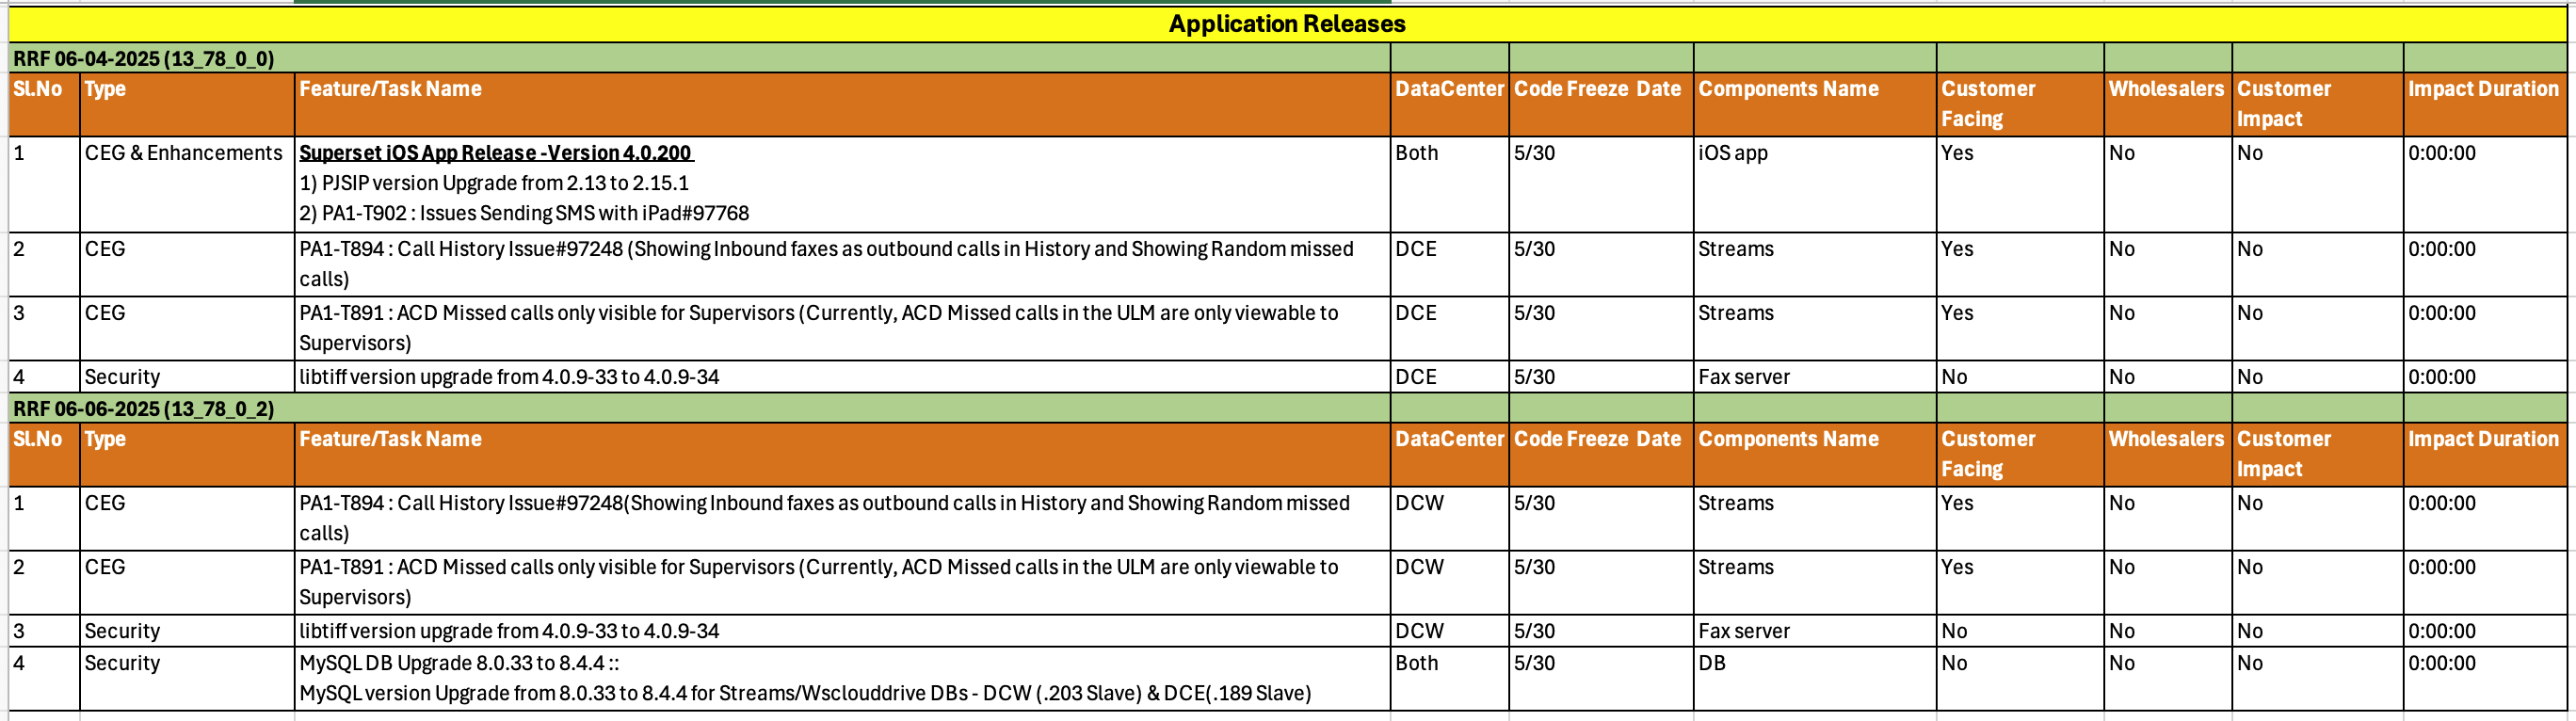 Application Releases
RRF 06-04-2025 (13_78_0_0)
Sl.No Type Feature/Task Name DataCenter Code Freeze Date Components Name Customer Facing Wholesalers Customer Impact Impact Duration
1 CEG & Enhancements Superset iOS App Release -Version 4.0.200 Both 5/30 iOS app Yes No No 0:00:00
1) PJSIP version Upgrade from 2.13 to 2.15.1
2) PA1-T902 : Issues Sending SMS with iPad#97768
2 CEG PA1-T894 : Call History Issue#97248 (Showing Inbound faxes as outbound calls in History and Showing Random missed calls) DCE 5/30 Streams Yes No No 0:00:00
3 CEG PA1-T891 : ACD Missed calls only visible for Supervisors (Currently, ACD Missed calls in the ULM are only viewable to Supervisors) DCE 5/30 Streams Yes No No 0:00:00
4 Security libtiff version upgrade from 4.0.9-33 to 4.0.9-34 DCE 5/30 Fax server No No No 0:00:00
RRF 06-06-2025 (13_78_0_2)
Sl.No Type Feature/Task Name DataCenter Code Freeze Date Components Name Customer Facing Wholesalers Customer Impact Impact Duration
1 CEG PA1-T894 : Call History Issue#97248(Showing Inbound faxes as outbound calls in History and Showing Random missed calls) DCW 5/30 Streams Yes No No 0:00:00
2 CEG PA1-T891 : ACD Missed calls only visible for Supervisors (Currently, ACD Missed calls in the ULM are only viewable to Supervisors) DCW 5/30 Streams Yes No No 0:00:00
3 Security libtiff version upgrade from 4.0.9-33 to 4.0.9-34 DCW 5/30 Fax server No No No 0:00:00
4 Security MySQL DB Upgrade 8.0.33 to 8.4.4 :: Both 5/30 DB No No No 0:00:00
MySQL version Upgrade from 8.0.33 to 8.4.4 for Streams/Wsclouddrive DBs - DCW (.203 Slave) & DCE(.189 Slave)